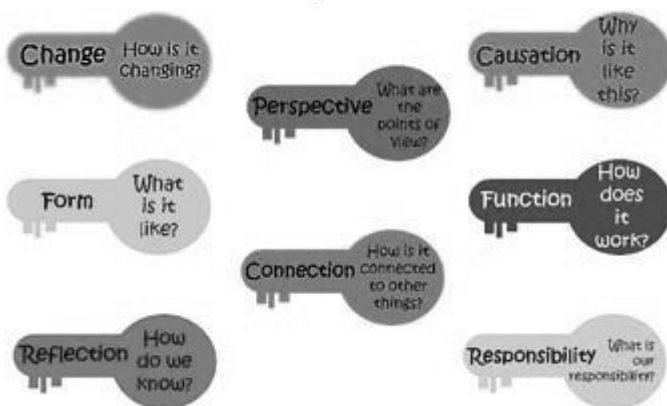 Change
How is it
changing?
Causation
Why
is it
like
this?
Perspective
What are
the
points of
View?
Form
What
is it
like?
Function
How
does
it
work?
Connection
How is it
connected
to other
things?
Reflection
How
do we
know?
Responsibility
What is
our
responsibility?